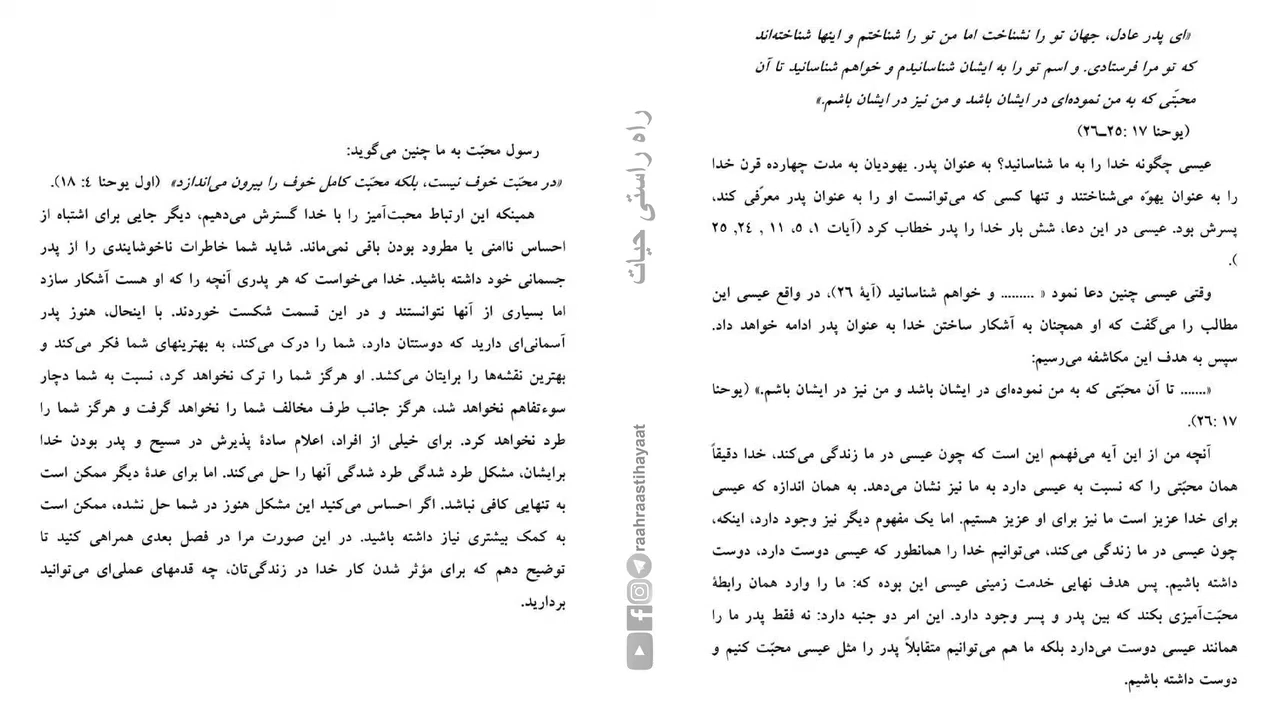 «ای پدر عادل، جهان تو را نشناخت اما من تو را شناختم و اینها شناخته‌اند
که تو مرا فرستادی. و اسم تو را به ایشان شناسانیدم و خواهم شناسانید تا آن
محبّتی که به من نموده‌ای در ایشان باشد و من نیز در ایشان باشم.»
(یوحنا ۱۷ :۲۵ـ۲۶)
عیسی چگونه خدا را به ما شناسانید؟ به عنوان پدر. یهودیان به مدت چهارده قرن خدا
را به عنوان یهوّه می‌شناختند و تنها کسی که می‌توانست او را به عنوان پدر معرّفی کند،
پسرش بود. عیسی در این دعا، شش بار خدا را پدر خطاب کرد (آیات ۱، ۵، ۱۱ , ۲٤, ۲۵
).
وقتی عیسی چنین دعا نمود « ......... و خواهم شناسانید (آیهٔ ۲۶)، در واقع عیسی این
مطالب را می‌گفت که او همچنان به آشکار ساختن خدا به عنوان پدر ادامه خواهد داد.
سپس به هدف این مکاشفه می‌رسیم:
«....... تا آن محبّتی که به من نموده‌ای در ایشان باشد و من نیز در ایشان باشم.» (یوحنا
۱۷ :۲۶).
آنچه من از این آیه می‌فهمم این است که چون عیسی در ما زندگی می‌کند، خدا دقیقاً
همان محبّتی را که نسبت به عیسی دارد به ما نیز نشان می‌دهد. به همان اندازه که عیسی
برای خدا عزیز است ما نیز برای او عزیز هستیم. اما یک مفهوم دیگر نیز وجود دارد، اینکه،
چون عیسی در ما زندگی می‌کند، می‌توانیم خدا را همانطور که عیسی دوست دارد، دوست
داشته باشیم. پس هدف نهایی خدمت زمینی عیسی این بوده که: ما را وارد همان رابطهٔ
محبّت‌آمیزی بکند که بین پدر و پسر وجود دارد. این امر دو جنبه دارد: نه فقط پدر ما را
همانند عیسی دوست می‌دارد بلکه ما هم می‌توانیم متقابلاً پدر را مثل عیسی محبّت کنیم و
دوست داشته باشیم.
راه راستی حیات
raahraastihayaat
رسول محبّت به ما چنین می‌گوید:
«در محبّت خوف نیست، بلکه محبّت کامل خوف را بیرون می‌اندازد» (اول یوحنا ٤: ۱۸).
همینکه این ارتباط محبت‌آمیز را با خدا گسترش می‌دهیم، دیگر جایی برای اشتباه از
احساس ناامنی یا مطرود بودن باقی نمی‌ماند. شاید شما خاطرات ناخوشایندی را از پدر
جسمانی خود داشته باشید. خدا می‌خواست که هر پدری آنچه را که او هست آشکار سازد
اما بسیاری از آنها نتوانستند و در این قسمت شکست خوردند. با اینحال، هنوز پدر
آسمانی‌ای دارید که دوستتان دارد، شما را درک می‌کند، به بهترینهای شما فکر می‌کند و
بهترین نقشه‌ها را برایتان می‌کشد. او هرگز شما را ترک نخواهد کرد، نسبت به شما دچار
سوءتفاهم نخواهد شد، هرگز جانب طرف مخالف شما را نخواهد گرفت و هرگز شما را
طرد نخواهد کرد. برای خیلی از افراد، اعلام سادهٔ پذیرش در مسیح و پدر بودن خدا
برایشان، مشکل طرد شدگی طرد شدگی آنها را حل می‌کند. اما برای عدهٔ دیگر ممکن است
به تنهایی کافی نباشد. اگر احساس می‌کنید این مشکل هنوز در شما حل نشده، ممکن است
به کمک بیشتری نیاز داشته باشید. در این صورت مرا در فصل بعدی همراهی کنید تا
توضیح دهم که برای مؤثر شدن کار خدا در زندگی‌تان، چه قدمهای عملی‌ای می‌توانید
بردارید.